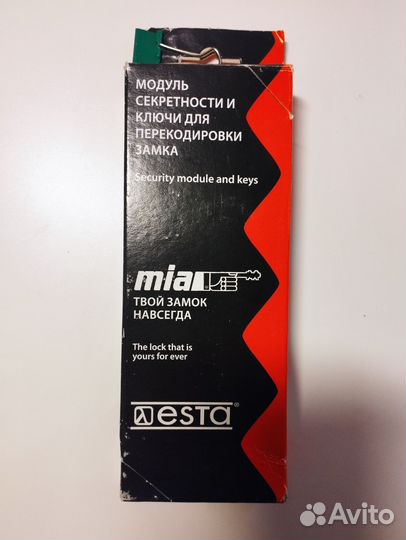 МОДУЛЬ
СЕКРЕТНОСТИ И
КЛЮЧИ ДЛЯ
ПЕРЕКОДИРОВКИ
ЗАМКА
Security module and keys
mia
ТВОЙ ЗАМОК
НАВСЕГДА
The lock that is
yours for ever
esta®
Avito